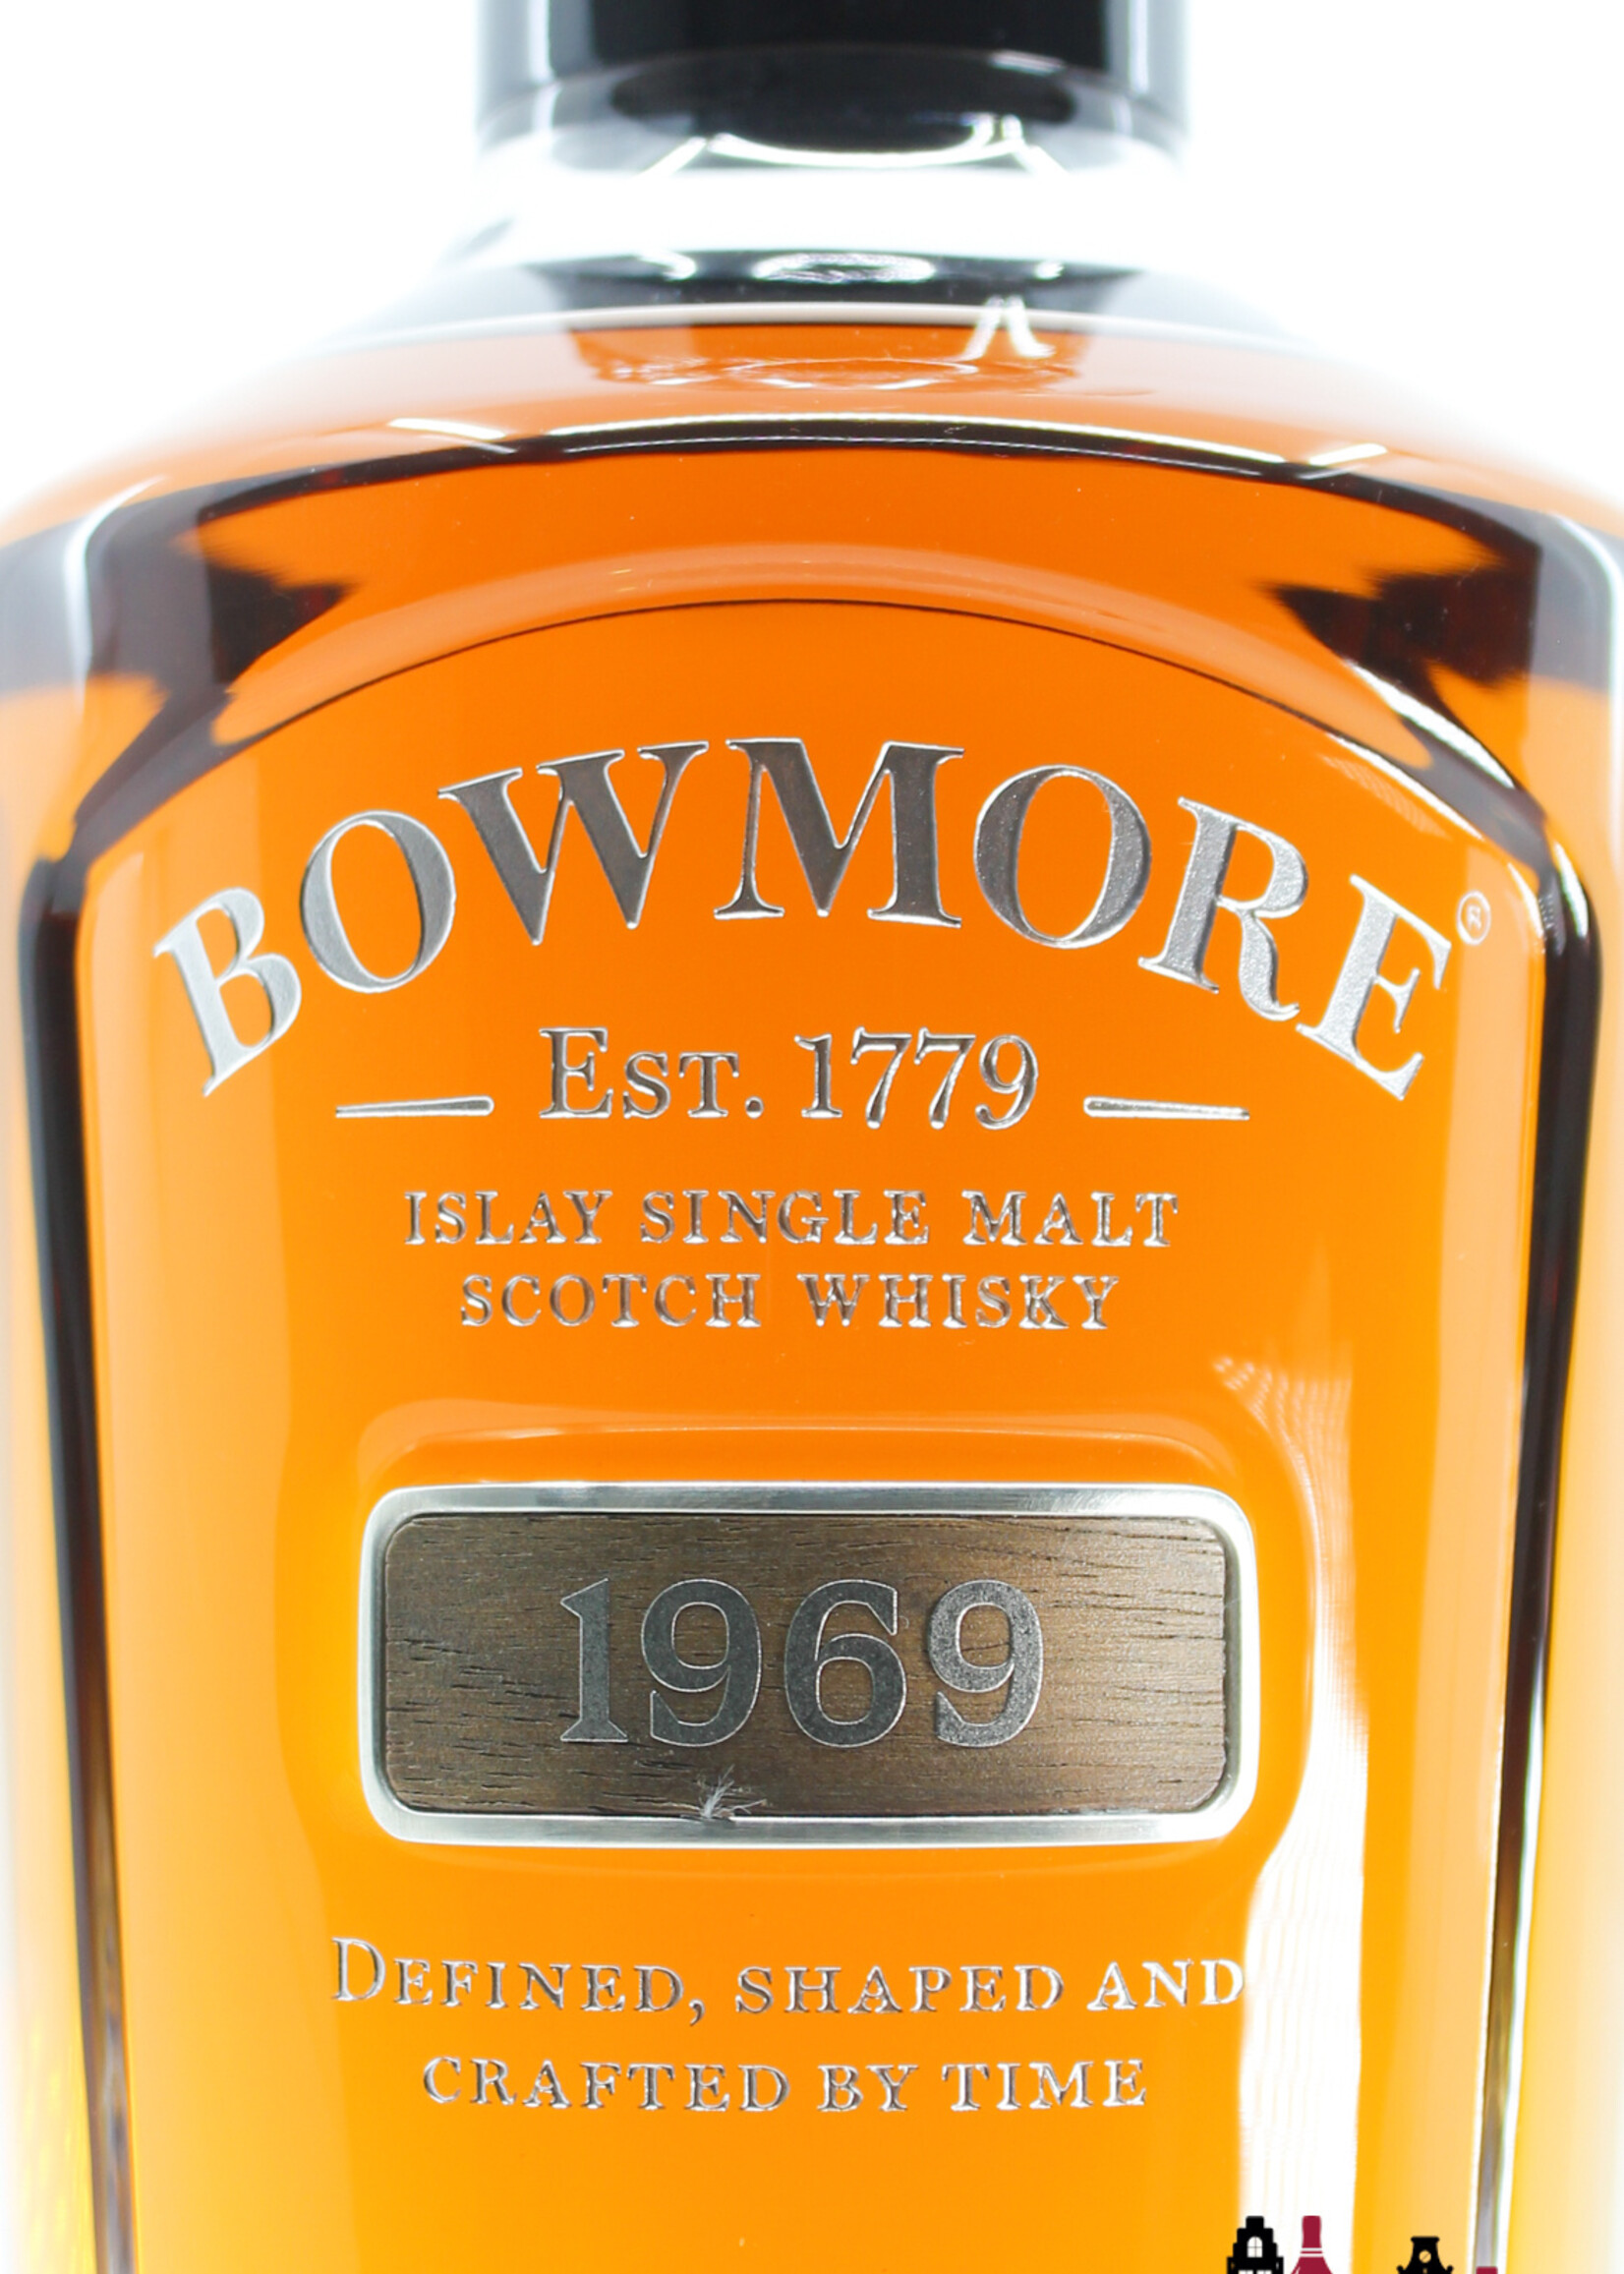 BOWMORE®
EST. 1779
ISLAY SINGLE MALT
SCOTCH WHISKY
1969
DEFINED, SHAPED AND
CRAFTED BY TIME